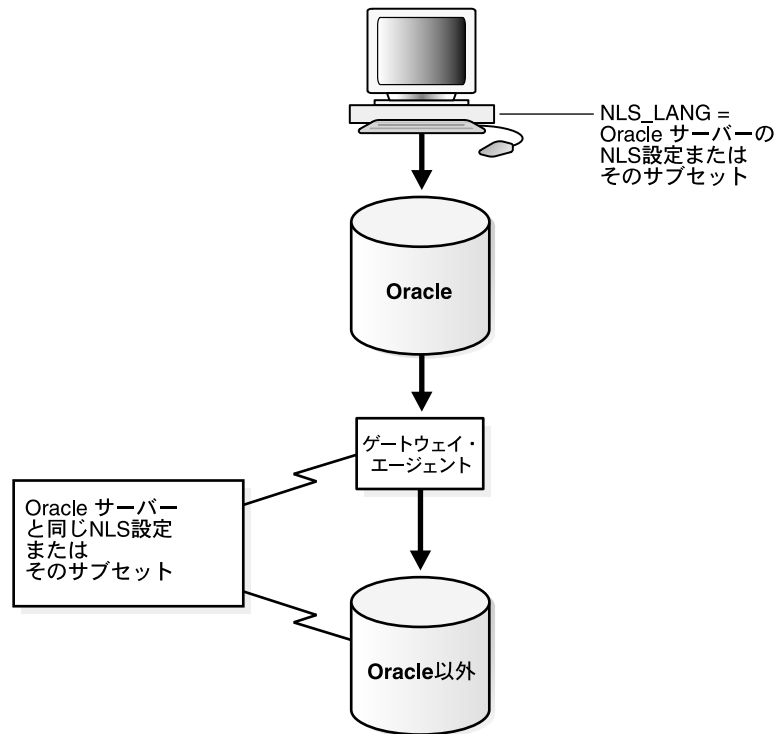 NLS_LANG =
Oracle サーバーの
NLS設定または
そのサブセット
Oracle
ゲートウェイ・
エージェント
Oracle サーバー
と同じNLS設定
または
そのサブセット
Oracle以外